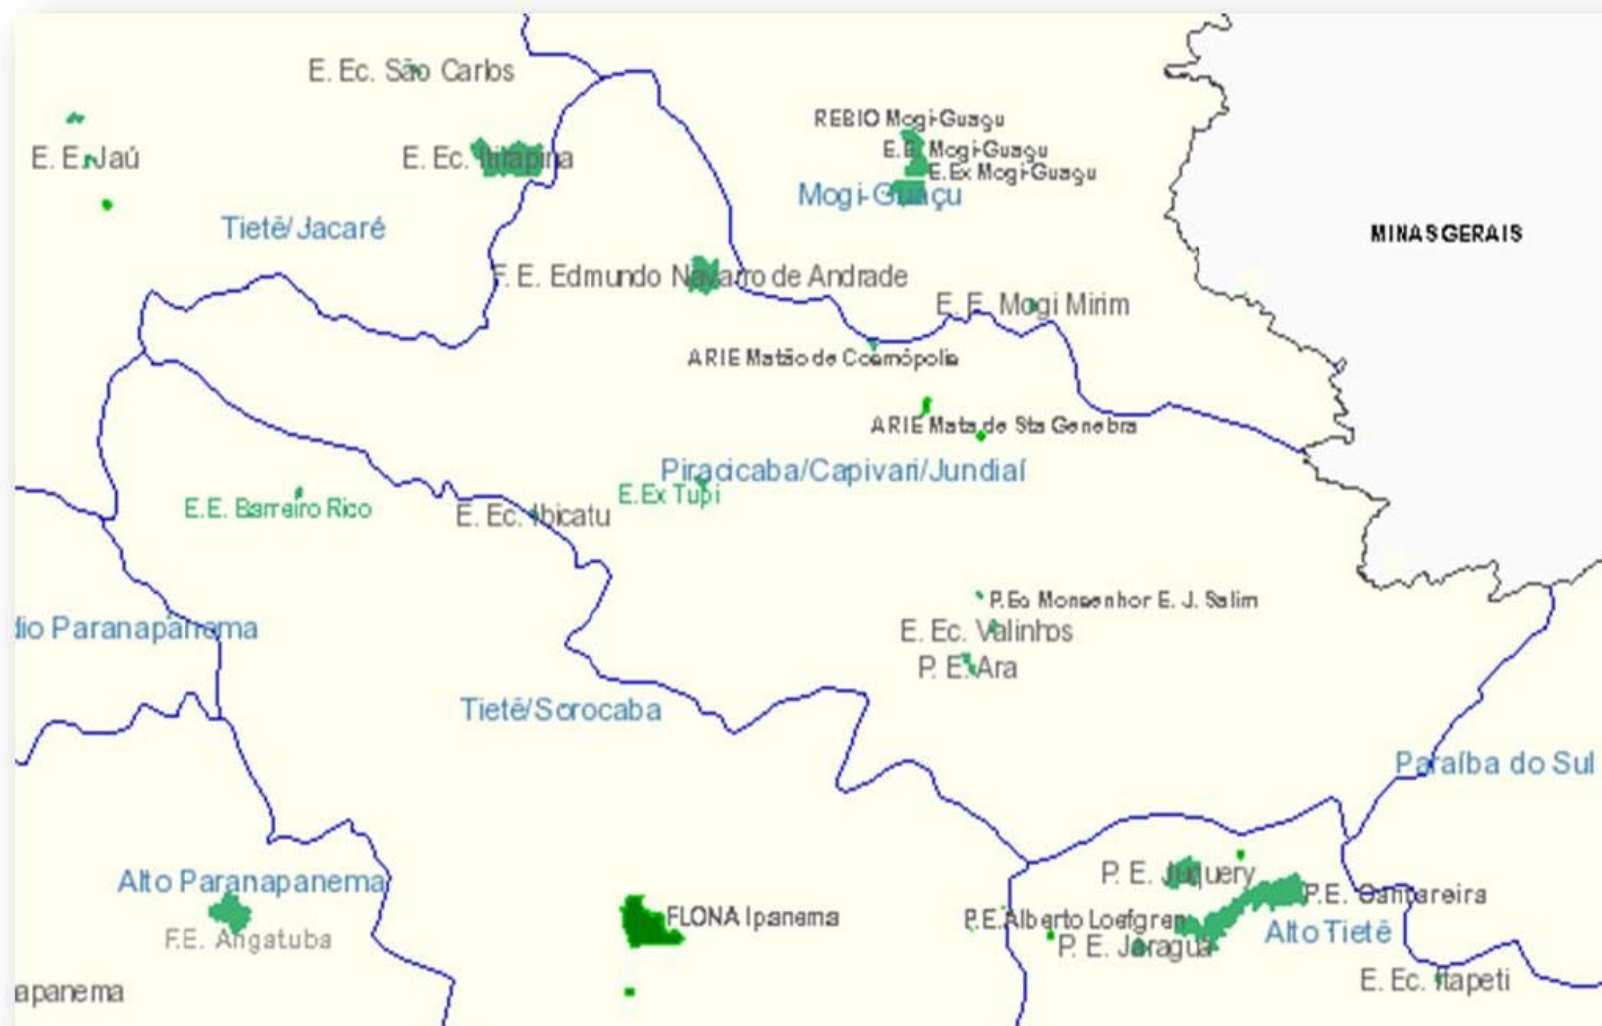 E. Ec. São Carlos
REBIO Mogi-Guaçu
E. E. Jaú
E. Ec. Itirapina
E.E. Mogi-Guaçu
E.Ex Mogi-Guaçu
Mogi-Guaçu
Tietê/Jacaré
MINAS GERAIS
F. E. Edmundo Navarro de Andrade
E. E. Mogi Mirim
ARIE Matão de Cosmópolis
ARIE Mata de Sta Genebra
Piracicaba/Capivari/Jundiaí
E.Ex Tupi
E.E. Barreiro Rico
E. Ec. Ibicatu
P.Ec Monsenhor E. J. Salim
E. Ec. Valinhos
dio Paranapanema
P. E. Ara
Tietê/Sorocaba
Paraíba do Sul
Alto Paranapanema
P. E. Juquery
P.E. Cantareira
FLONA Ipanema
P.E.Alberto Loefgren
Alto Tietê
F.E. Angatuba
P. E. Jaraguá
E. Ec. Itapeti
apanema